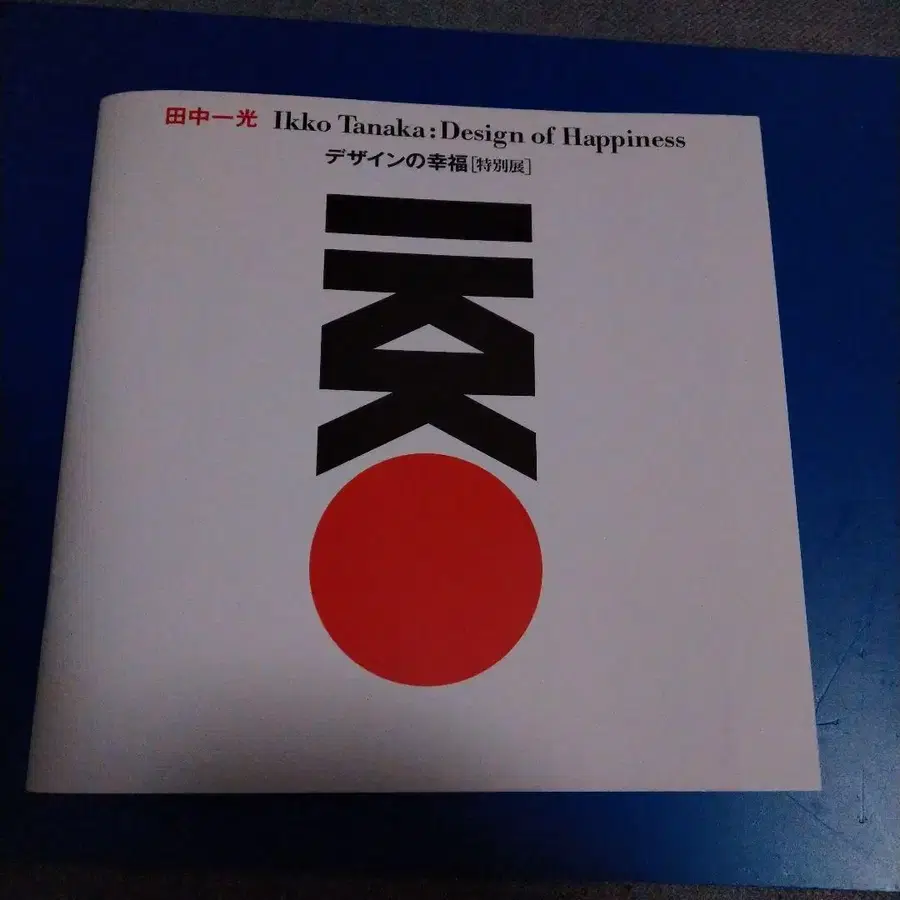 田中一光 Ikko Tanaka: Design of Happiness
デザインの幸福[特別展]
IKKO